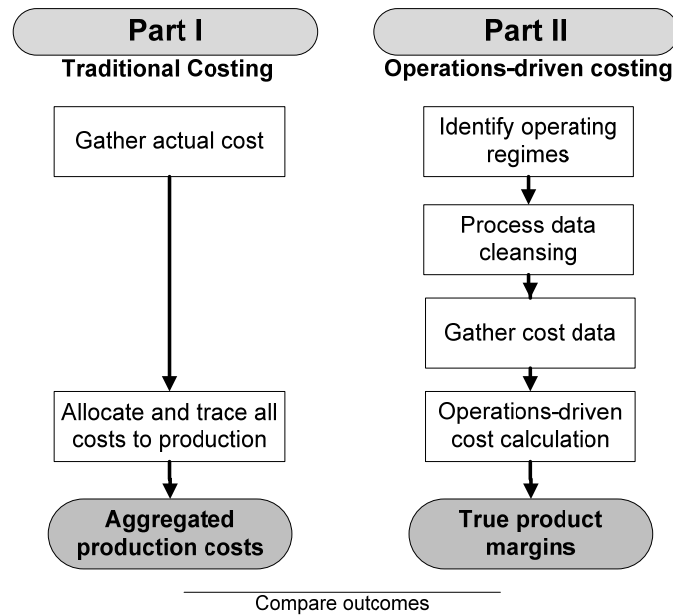 Part I
Traditional Costing
Gather actual cost
Allocate and trace all
costs to production
Aggregated
production costs
Part II
Operations-driven costing
Identify operating
regimes
Process data
cleansing
Gather cost data
Operations-driven
cost calculation
True product
margins
Compare outcomes